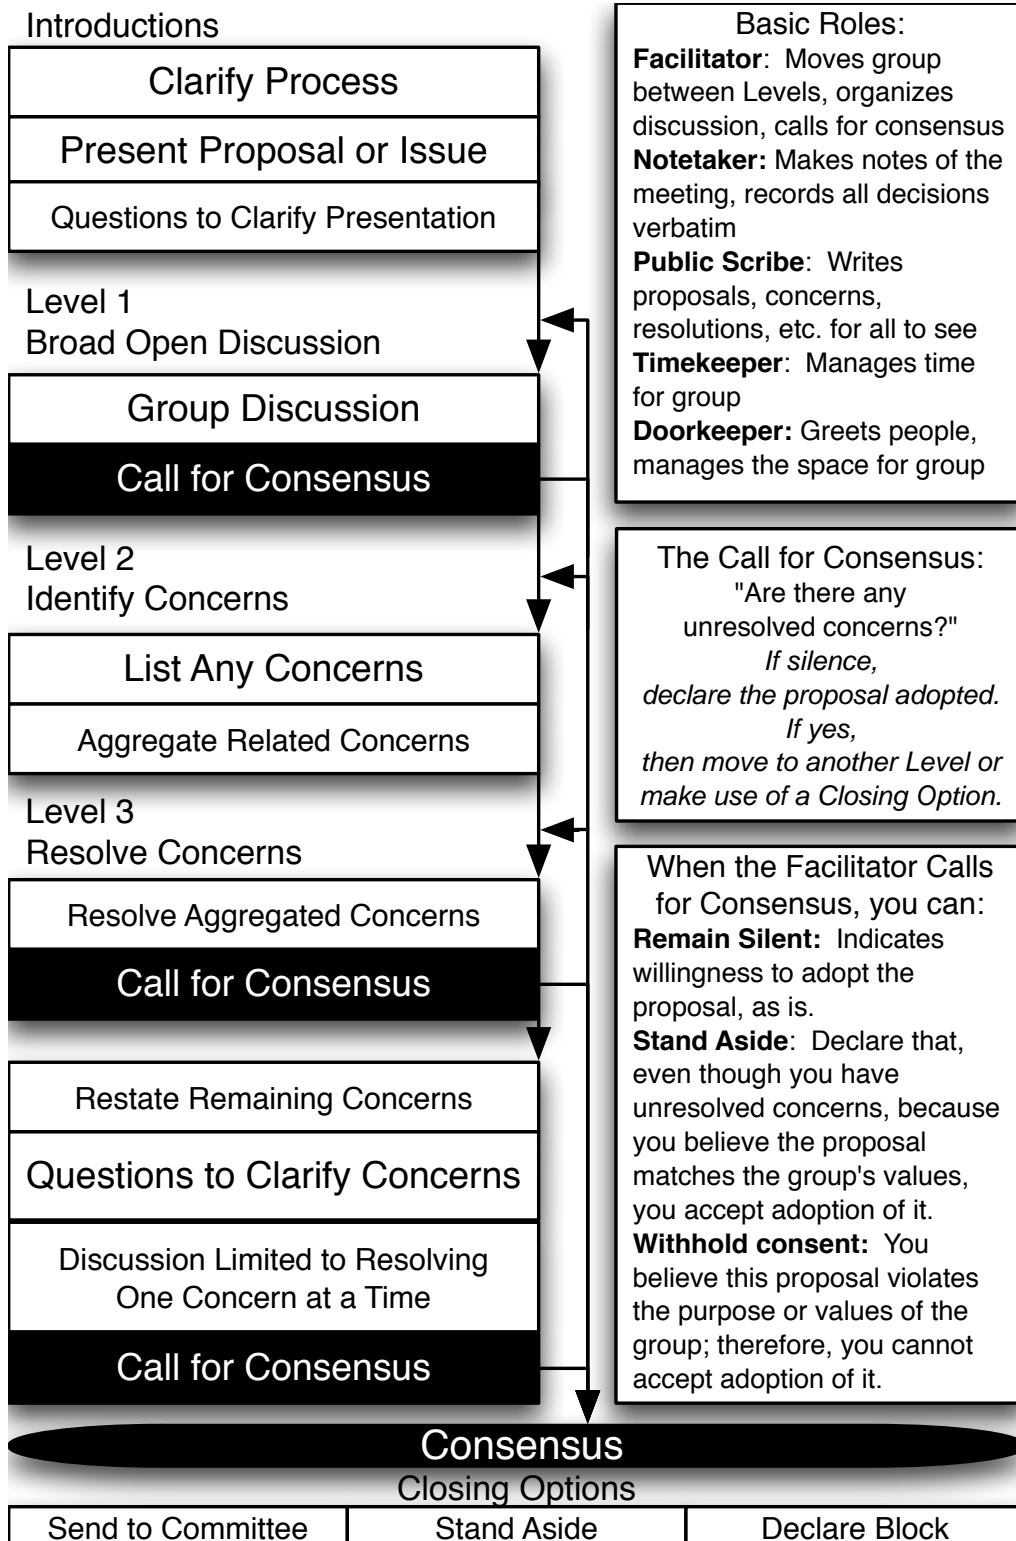 Introductions
Clarify Process
Present Proposal or Issue
Questions to Clarify Presentation
Level 1
Broad Open Discussion
Group Discussion
Call for Consensus
Level 2
Identify Concerns
List Any Concerns
Aggregate Related Concerns
Level 3
Resolve Concerns
Resolve Aggregated Concerns
Call for Consensus
Restate Remaining Concerns
Questions to Clarify Concerns
Discussion Limited to Resolving
One Concern at a Time
Call for Consensus
Consensus
Closing Options
Send to Committee
Stand Aside
Declare Block
Basic Roles:
Facilitator:  Moves group
between Levels, organizes
discussion, calls for consensus
Notetaker: Makes notes of the
meeting, records all decisions
verbatim
Public Scribe:  Writes
proposals, concerns,
resolutions, etc. for all to see
Timekeeper:  Manages time
for group
Doorkeeper: Greets people,
manages the space for group
The Call for Consensus:
"Are there any
unresolved concerns?"
If silence,
declare the proposal adopted.
If yes,
then move to another Level or
make use of a Closing Option.
When the Facilitator Calls
for Consensus, you can:
Remain Silent:  Indicates
willingness to adopt the
proposal, as is.
Stand Aside:  Declare that,
even though you have
unresolved concerns, because
you believe the proposal
matches the group's values,
you accept adoption of it.
Withhold consent:  You
believe this proposal violates
the purpose or values of the
group; therefore, you cannot
accept adoption of it.